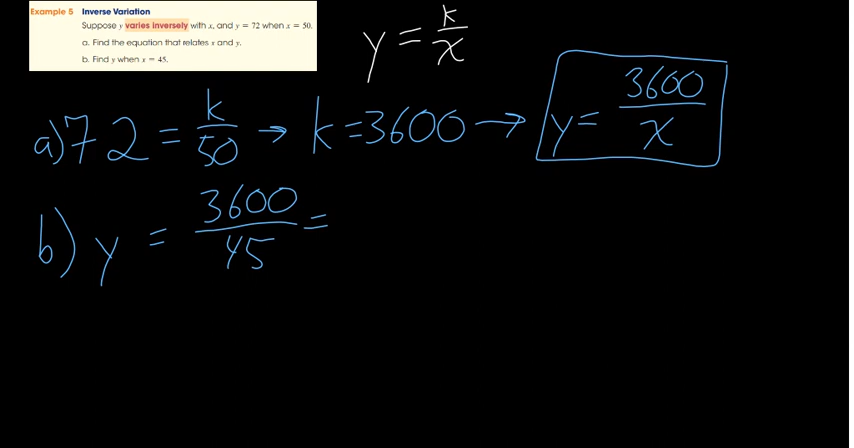 Example 5 Inverse Variation
Suppose y varies inversely with x, and y = 72 when x = 50.
a. Find the equation that relates x and y.
b. Find y when x = 45.
y = k/x
a) 72 = k/50 → k = 3600 → y = 3600/x
b) y = 3600/45 =